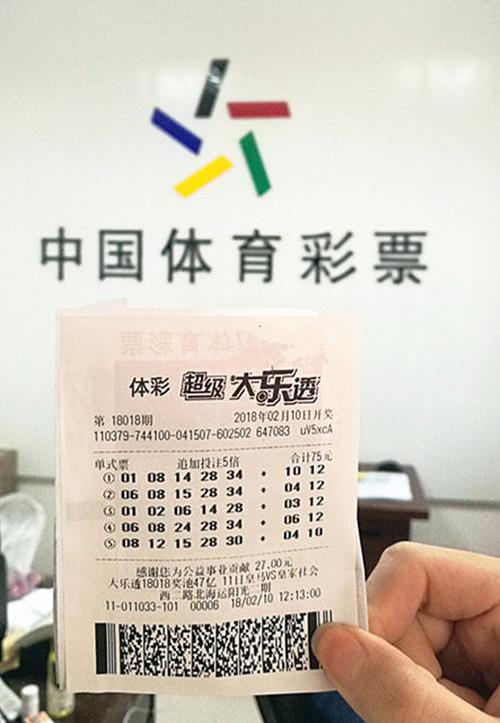 中国体育彩票
体彩 超级大乐透
第 18018期 2018年02月10日开奖
110379-744100-041507-602502 647083 uV5xcA
单式票 追加投注5倍 合计75元
① 01 08 14 28 34 + 10 12
② 06 08 15 28 34 + 04 12
③ 01 02 06 14 28 + 03 12
④ 06 08 24 28 34 + 06 12
⑤ 08 12 15 28 30 + 04 10
感谢您为公益事业贡献 27.00元
大乐透18018奖池47亿 11日皇马VS皇家社会
西二路北海运阳光二期
11-011033-101 00006 18/02/10 12:13:00